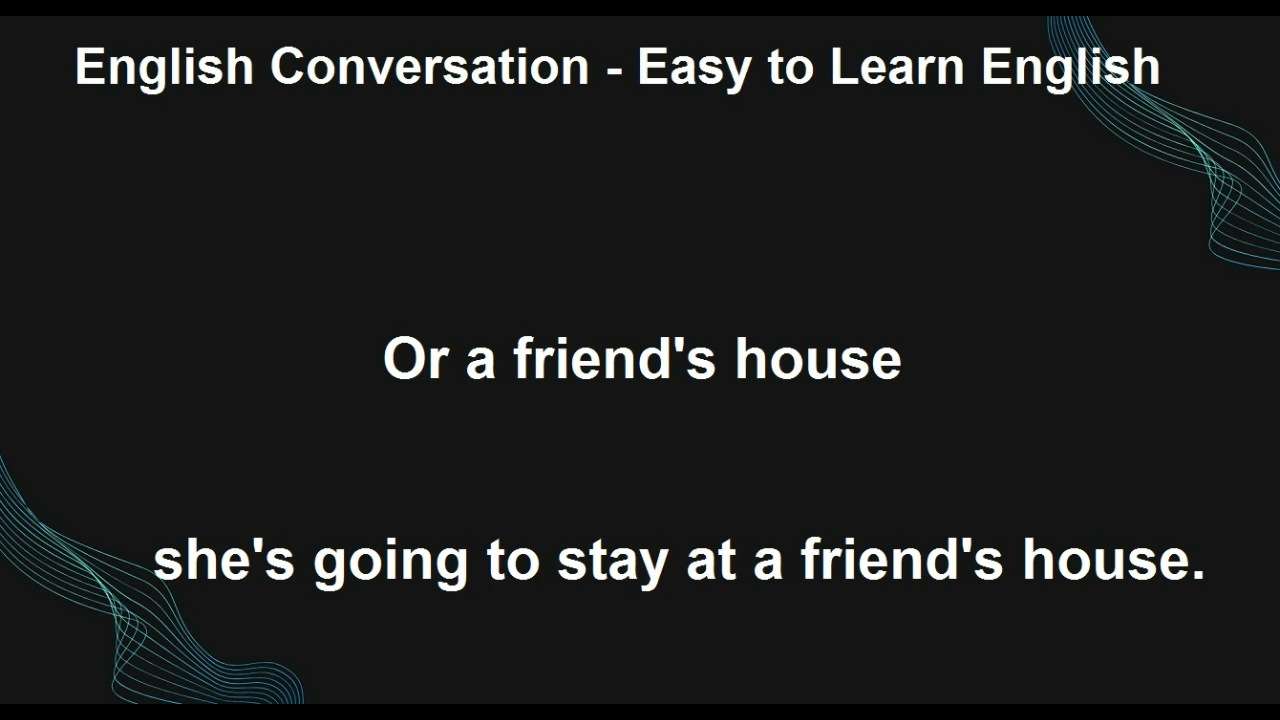 English Conversation - Easy to Learn English
Or a friend's house
she's going to stay at a friend's house.